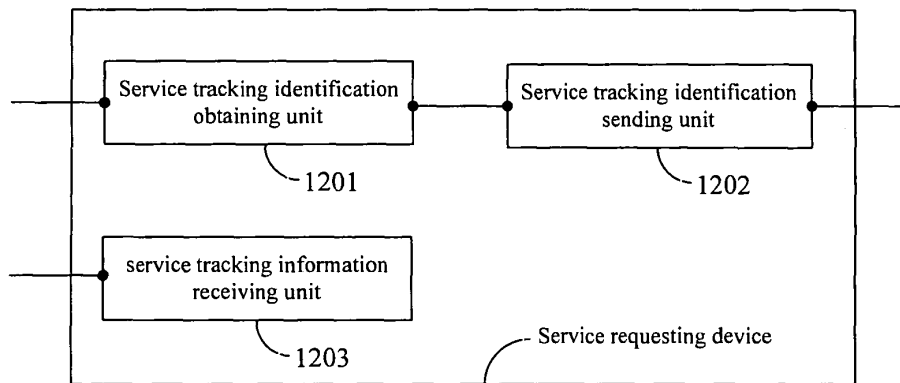 Service tracking identification
obtaining unit
Service tracking identification
sending unit
1201
1202
service tracking information
receiving unit
1203
Service requesting device